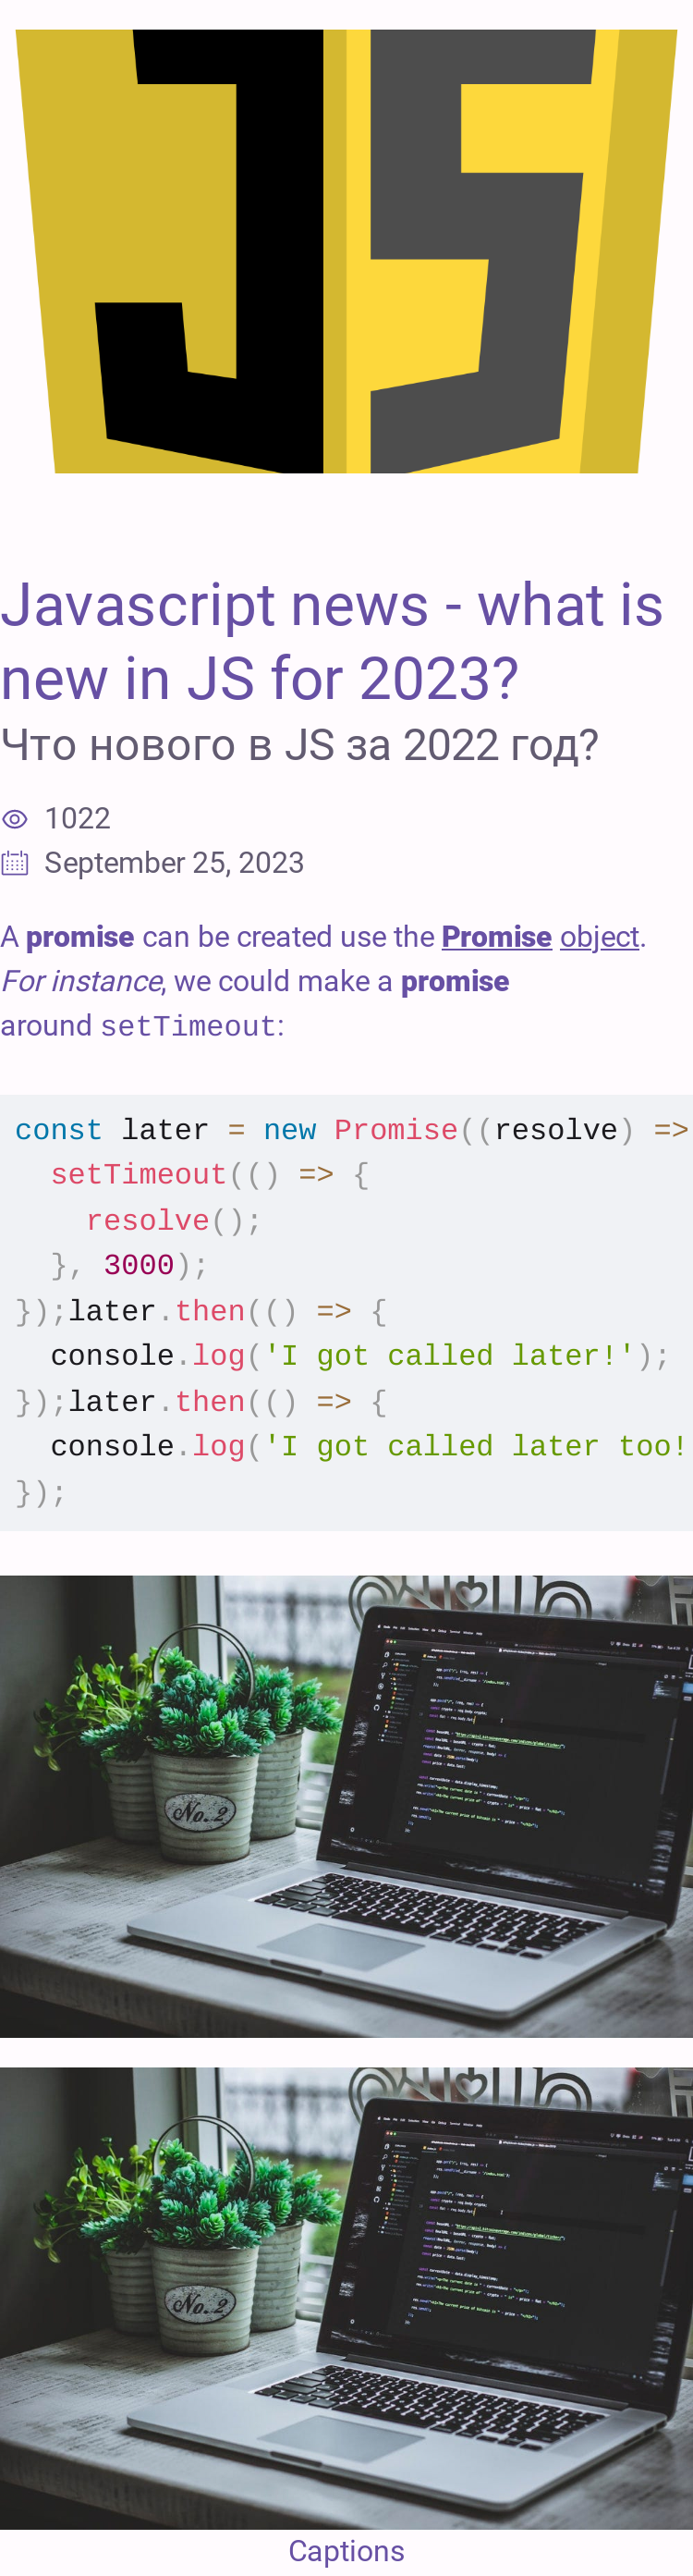 JS
Javascript news - what is
new in JS for 2023?
Что нового в JS за 2022 год?
1022
September 25, 2023
A promise can be created use the Promise object.
For instance, we could make a promise
around setTimeout:
const later = new Promise((resolve) =>
  setTimeout(() => {
    resolve();
  }, 3000);
});later.then(() => {
  console.log('I got called later!');
});later.then(() => {
  console.log('I got called later too!
});
No. 2
No. 2
Captions